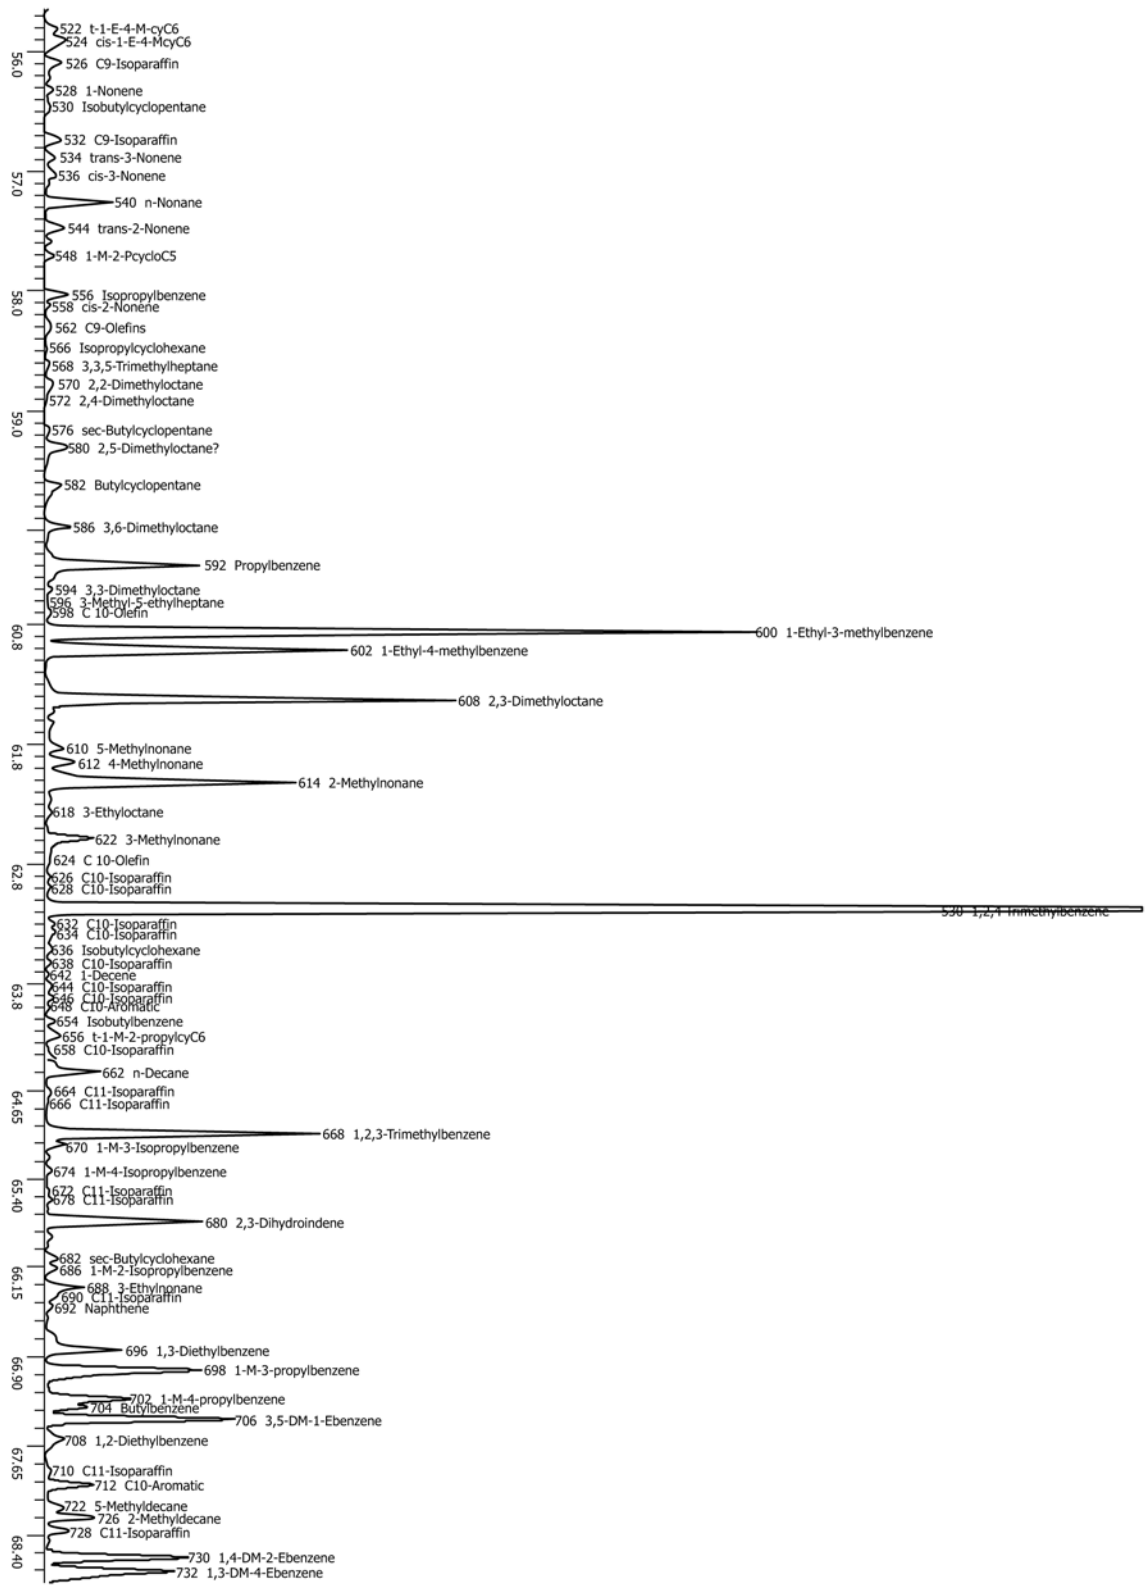 522 t-1-E-4-M-cyC6
524 cis-1-E-4-McyC6
56.0
526 C9-Isoparaffin
528 1-Nonene
530 Isobutylcyclopentane
532 C9-Isoparaffin
534 trans-3-Nonene
57.0
536 cis-3-Nonene
540 n-Nonane
544 trans-2-Nonene
548 1-M-2-PcycloC5
556 Isopropylbenzene
58.0
558 cis-2-Nonene
562 C9-Olefins
566 Isopropylcyclohexane
568 3,3,5-Trimethylheptane
570 2,2-Dimethyloctane
572 2,4-Dimethyloctane
59.0
576 sec-Butylcyclopentane
580 2,5-Dimethyloctane?
582 Butylcyclopentane
586 3,6-Dimethyloctane
592 Propylbenzene
594 3,3-Dimethyloctane
596 3-Methyl-5-ethylheptane
598 C 10-Olefin
60.8
600 1-Ethyl-3-methylbenzene
602 1-Ethyl-4-methylbenzene
608 2,3-Dimethyloctane
610 5-Methylnonane
61.8
612 4-Methylnonane
614 2-Methylnonane
618 3-Ethyloctane
622 3-Methylnonane
624 C 10-Olefin
62.8
626 C10-Isoparaffin
628 C10-Isoparaffin
530 1,2,4-Trimethylbenzene
632 C10-Isoparaffin
634 C10-Isoparaffin
636 Isobutylcyclohexane
638 C10-Isoparaffin
642 1-Decene
644 C10-Isoparaffin
63.8
646 C10-Isoparaffin
648 C10-Aromatic
654 Isobutylbenzene
656 t-1-M-2-propylcyC6
658 C10-Isoparaffin
662 n-Decane
664 C11-Isoparaffin
64.65
666 C11-Isoparaffin
668 1,2,3-Trimethylbenzene
670 1-M-3-Isopropylbenzene
674 1-M-4-Isopropylbenzene
672 C11-Isoparaffin
65.40
678 C11-Isoparaffin
680 2,3-Dihydroindene
682 sec-Butylcyclohexane
686 1-M-2-Isopropylbenzene
66.15
688 3-Ethylnonane
690 C11-Isoparaffin
692 Naphthene
696 1,3-Diethylbenzene
66.90
698 1-M-3-propylbenzene
702 1-M-4-propylbenzene
704 Butylbenzene
706 3,5-DM-1-Ebenzene
708 1,2-Diethylbenzene
67.65
710 C11-Isoparaffin
712 C10-Aromatic
722 5-Methyldecane
726 2-Methyldecane
728 C11-Isoparaffin
68.40
730 1,4-DM-2-Ebenzene
732 1,3-DM-4-Ebenzene